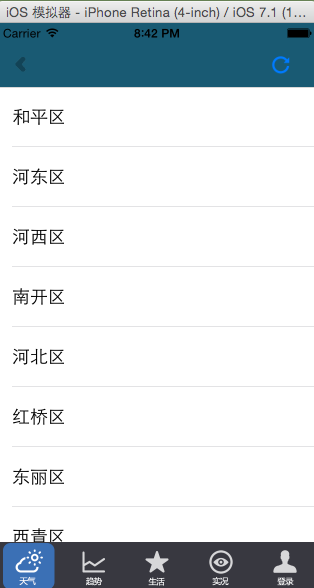 iOS 模拟器 - iPhone Retina (4-inch) / iOS 7.1 (1...
Carrier 8:42 PM
和平区
河东区
河西区
南开区
河北区
红桥区
东丽区
西青区
天气 趋势 生活 实况 登录